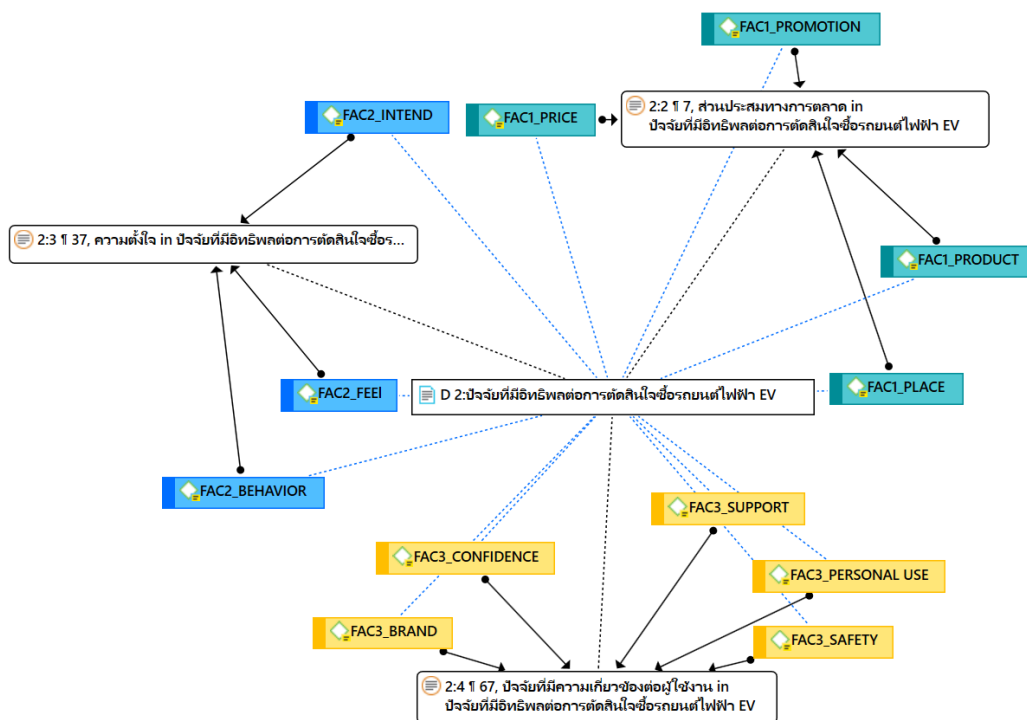 FAC1_PROMOTION
2:2 ¶ 7, ส่วนประสมทางการตลาด in
ปัจจัยที่มีอิทธิพลต่อการตัดสินใจซื้อรถยนต์ไฟฟ้า EV
FAC2_INTEND
FAC1_PRICE
2:3 ¶ 37, ความตั้งใจ in ปัจจัยที่มีอิทธิพลต่อการตัดสินใจซื้อร...
FAC1_PRODUCT
FAC2_FEEl
D 2:ปัจจัยที่มีอิทธิพลต่อการตัดสินใจซื้อรถยนต์ไฟฟ้า EV
FAC1_PLACE
FAC2_BEHAVIOR
FAC3_SUPPORT
FAC3_CONFIDENCE
FAC3_PERSONAL USE
FAC3_BRAND
FAC3_SAFETY
2:4 ¶ 67, ปัจจัยที่มีความเกี่ยวข้องต่อผู้ใช้งาน in
ปัจจัยที่มีอิทธิพลต่อการตัดสินใจซื้อรถยนต์ไฟฟ้า EV